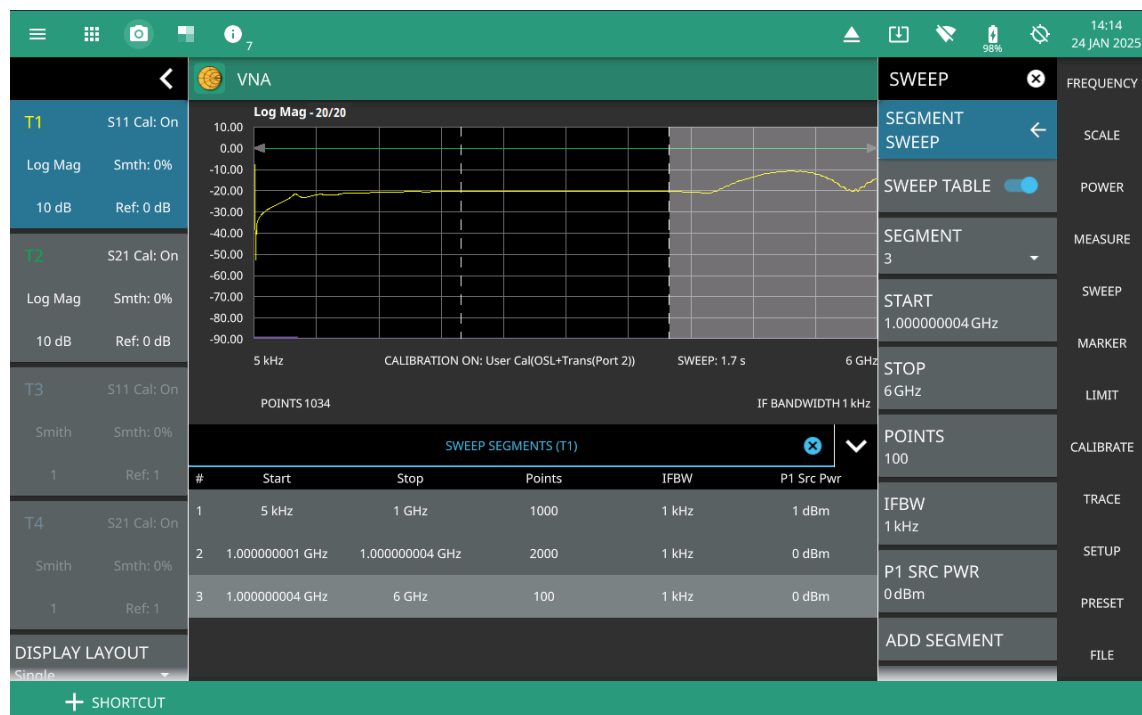 7
98%
14:14
24 JAN 2025
T1 S11 Cal: On
Log Mag Smth: 0%
10 dB Ref: 0 dB
T2 S21 Cal: On
Log Mag Smth: 0%
10 dB Ref: 0 dB
T3 S11 Cal: On
Smith Smth: 0%
1 Ref: 1
T4 S21 Cal: On
Smith Smth: 0%
1 Ref: 1
DISPLAY LAYOUT
Single
VNA
Log Mag - 20/20
10.00
0.00
-10.00
-20.00
-30.00
-40.00
-50.00
-60.00
-70.00
-80.00
-90.00
5 kHz CALIBRATION ON: User Cal(OSL+Trans(Port 2)) SWEEP: 1.7 s 6 GHz
POINTS 1034 IF BANDWIDTH 1 kHz
SWEEP SEGMENTS (T1)
# Start Stop Points IFBW P1 Src Pwr
1 5 kHz 1 GHz 1000 1 kHz 1 dBm
2 1.000000001 GHz 1.000000004 GHz 2000 1 kHz 0 dBm
3 1.000000004 GHz 6 GHz 100 1 kHz 0 dBm
SWEEP
SEGMENT
SWEEP
SWEEP TABLE
SEGMENT
3
START
1.000000004 GHz
STOP
6 GHz
POINTS
100
IFBW
1 kHz
P1 SRC PWR
0 dBm
ADD SEGMENT
FREQUENCY
SCALE
POWER
MEASURE
SWEEP
MARKER
LIMIT
CALIBRATE
TRACE
SETUP
PRESET
FILE
+ SHORTCUT